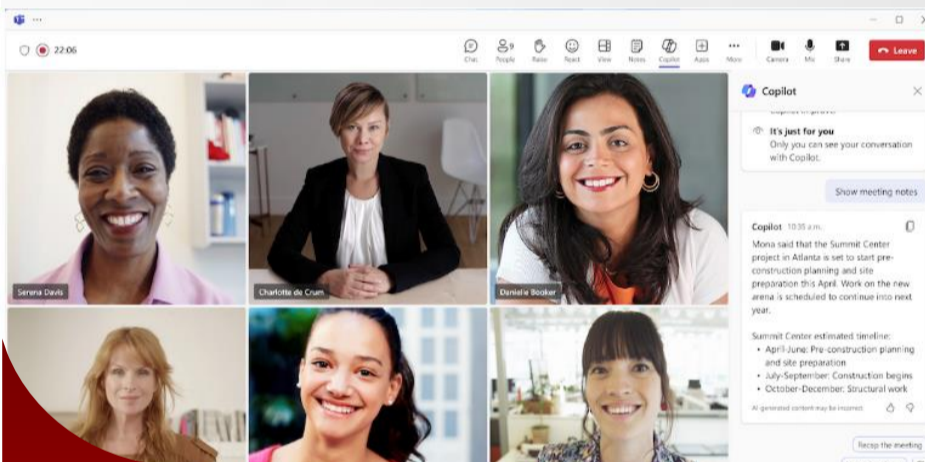 22:06
9
Chat People Raise React View Notes Copilot Apps More Camera Mic Share Leave
Copilot
It's just for you
Only you can see your conversation
with Copilot.
Show meeting notes
Copilot 10:35 a.m.
Mona said that the Summit Center
project in Atlanta is set to start pre-
construction planning and site
preparation this April. Work on the new
arena is scheduled to continue into next
year.
Summit Center estimated timeline:
• April-June: Pre-construction planning
and site preparation
• July-September: Construction begins
• October-December: Structural work
AI-generated content may be incorrect
Recap the meeting
Serena Davis
Charlotte de Crum
Danielle Booker